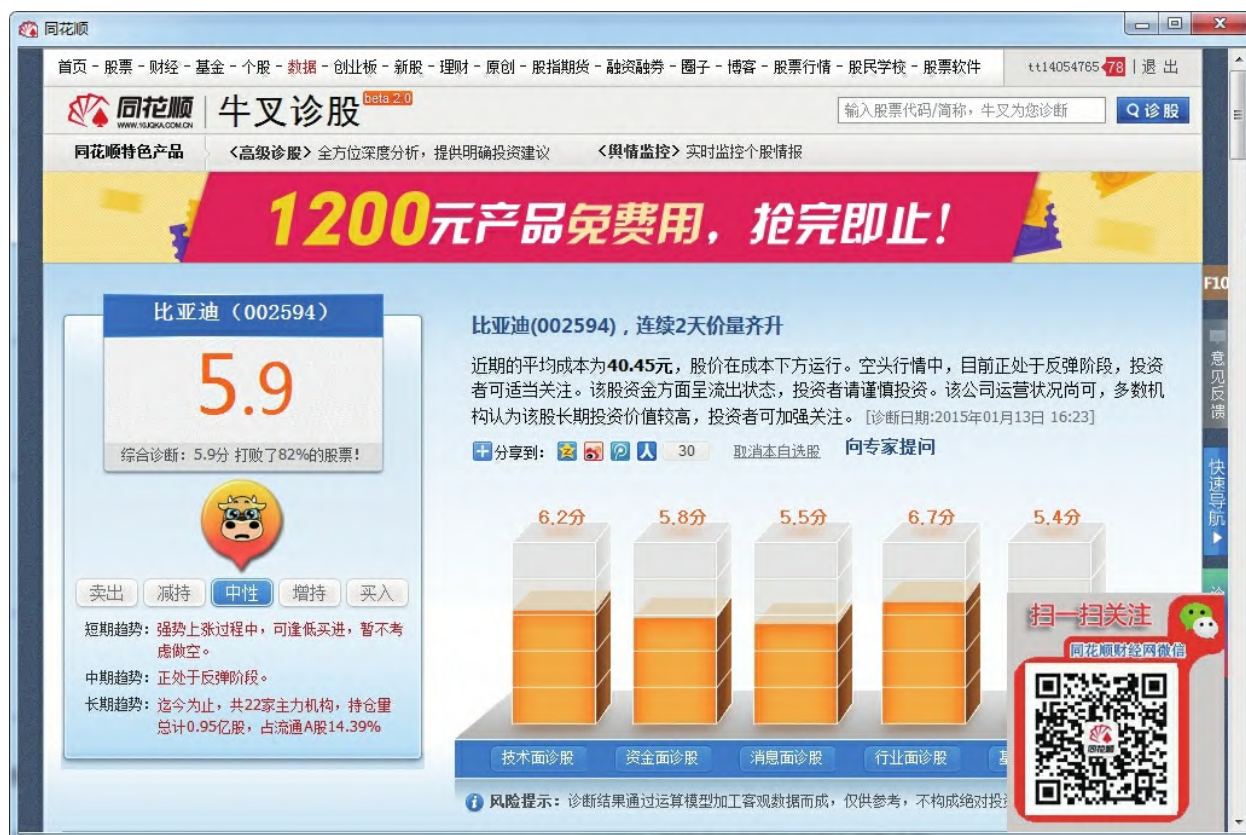 同花顺
首页 - 股票 - 财经 - 基金 - 个股 - 数据 - 创业板 - 新股 - 理财 - 原创 - 股指期货 - 融资融券 - 圈子 - 博客 - 股票行情 - 股民学校 - 股票软件
tt14054765 78 | 退 出
同花顺
WWW.10JQKA.COM.CN
牛叉诊股 beta 2.0
输入股票代码/简称，牛叉为您诊断
诊股
同花顺特色产品 <高级诊股> 全方位深度分析，提供明确投资建议 <舆情监控> 实时监控个股情报
1200元产品免费用，抢完即止！
F10
意见反馈
快速导航
比亚迪（002594）
5.9
综合诊断：5.9分 打败了82%的股票！
卖出 减持 中性 增持 买入
短期趋势：强势上涨过程中，可逢低买进，暂不考
虑做空。
中期趋势：正处于反弹阶段。
长期趋势：迄今为止，共22家主力机构，持仓量
总计0.95亿股，占流通A股14.39%
比亚迪(002594)，连续2天价量齐升
近期的平均成本为40.45元，股价在成本下方运行。空头行情中，目前正处于反弹阶段，投资
者可适当关注。该股资金方面呈流出状态，投资者请谨慎投资。该公司运营状况尚可，多数机
构认为该股长期投资价值较高，投资者可加强关注。 [诊断日期:2015年01月13日 16:23]
分享到： 30 取消本自选股 向专家提问
6.2分 5.8分 5.5分 6.7分 5.4分
技术面诊股 资金面诊股 消息面诊股 行业面诊股
风险提示：诊断结果通过运算模型加工客观数据而成，仅供参考，不构成绝对投
扫一扫关注
同花顺财经网微信
同花顺